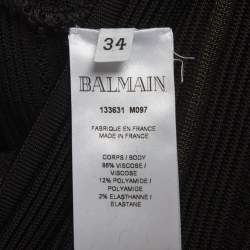 34
BALMAIN
133631 M097
FABRIQUE EN FRANCE
MADE IN FRANCE
CORPS / BODY
86% VISCOSE /
VISCOSE
12% POLYAMIDE /
POLYAMIDE
2% ELASTHANNE /
ELASTANE